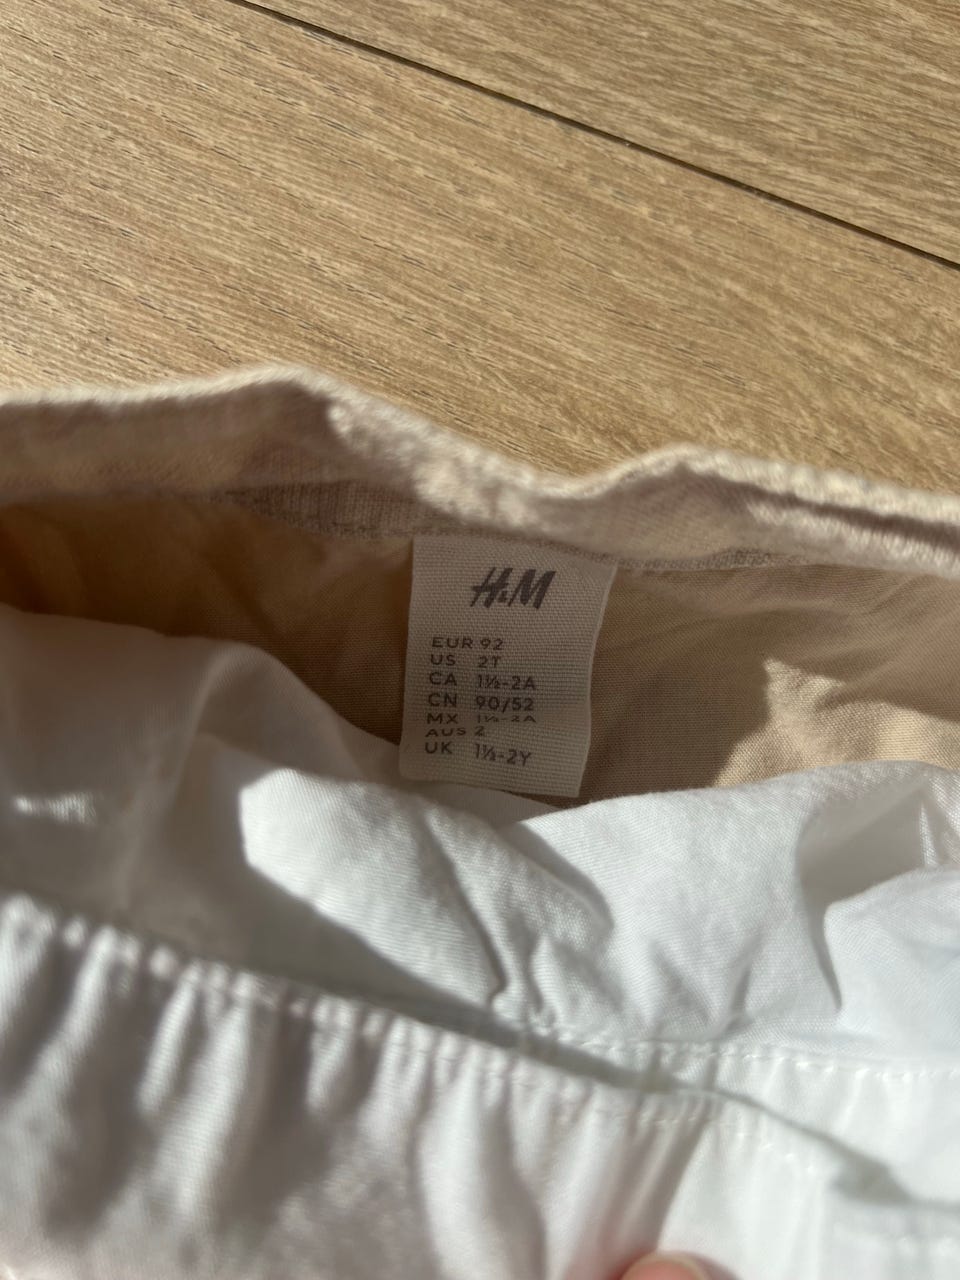 H&M
EUR 92
US 2T
CA 1½-2A
CN 90/52
MX 1½-2A
AUS 2
UK 1½-2Y